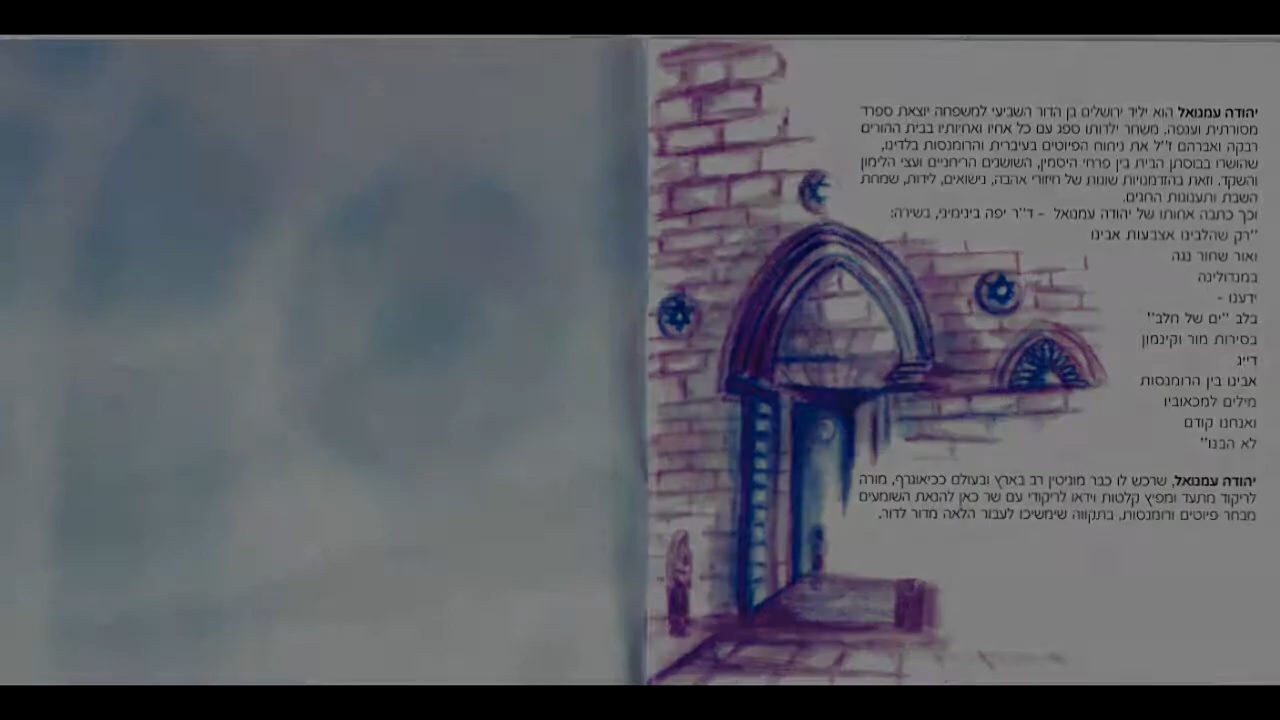 יהודה עמנואל הוא יליד ירושלים בן הדור השביעי למשפחה יוצאת ספרד
מסורתית וענפה. משחר ילדותו ספג עם כל אחיו ואחיותיו בבית ההורים
רבקה ואברהם ז"ל את ניחוח הפיוטים בעיברית והרומנסות בלדינו,
שהושרו בבוסתן הבית בין פרחי היסמין, השושנים הריחניים ועצי הלימון
והשקד. וזאת בהזדמנויות שונות של חיזורי אהבה, נישואים, לידות, שמחת
השבת ותענוגות החגים.
וכך כתבה אחותו של יהודה עמנואל - ד"ר יפה בינימיני, בשירה:
"רק שהלבינו אצבעות אבינו
ואור שחור נגה
במנדולינה
ידענו -
בלב "ים של חלב"
בסירות מור וקינמון
דייג
אבינו בין הרומנסות
מילים למכאוביו
ואנחנו קודם
לא הבנו"
יהודה עמנואל, שרכש לו כבר מוניטין רב בארץ ובעולם ככיאוגרף, מורה
לריקוד מתעד ומפיץ קלטות וידאו לריקודי עם שר כאן להנאת השומעים
מבחר פיוטים ורומנסות, בתקווה שימשיכו לעבור הלאה מדור לדור.